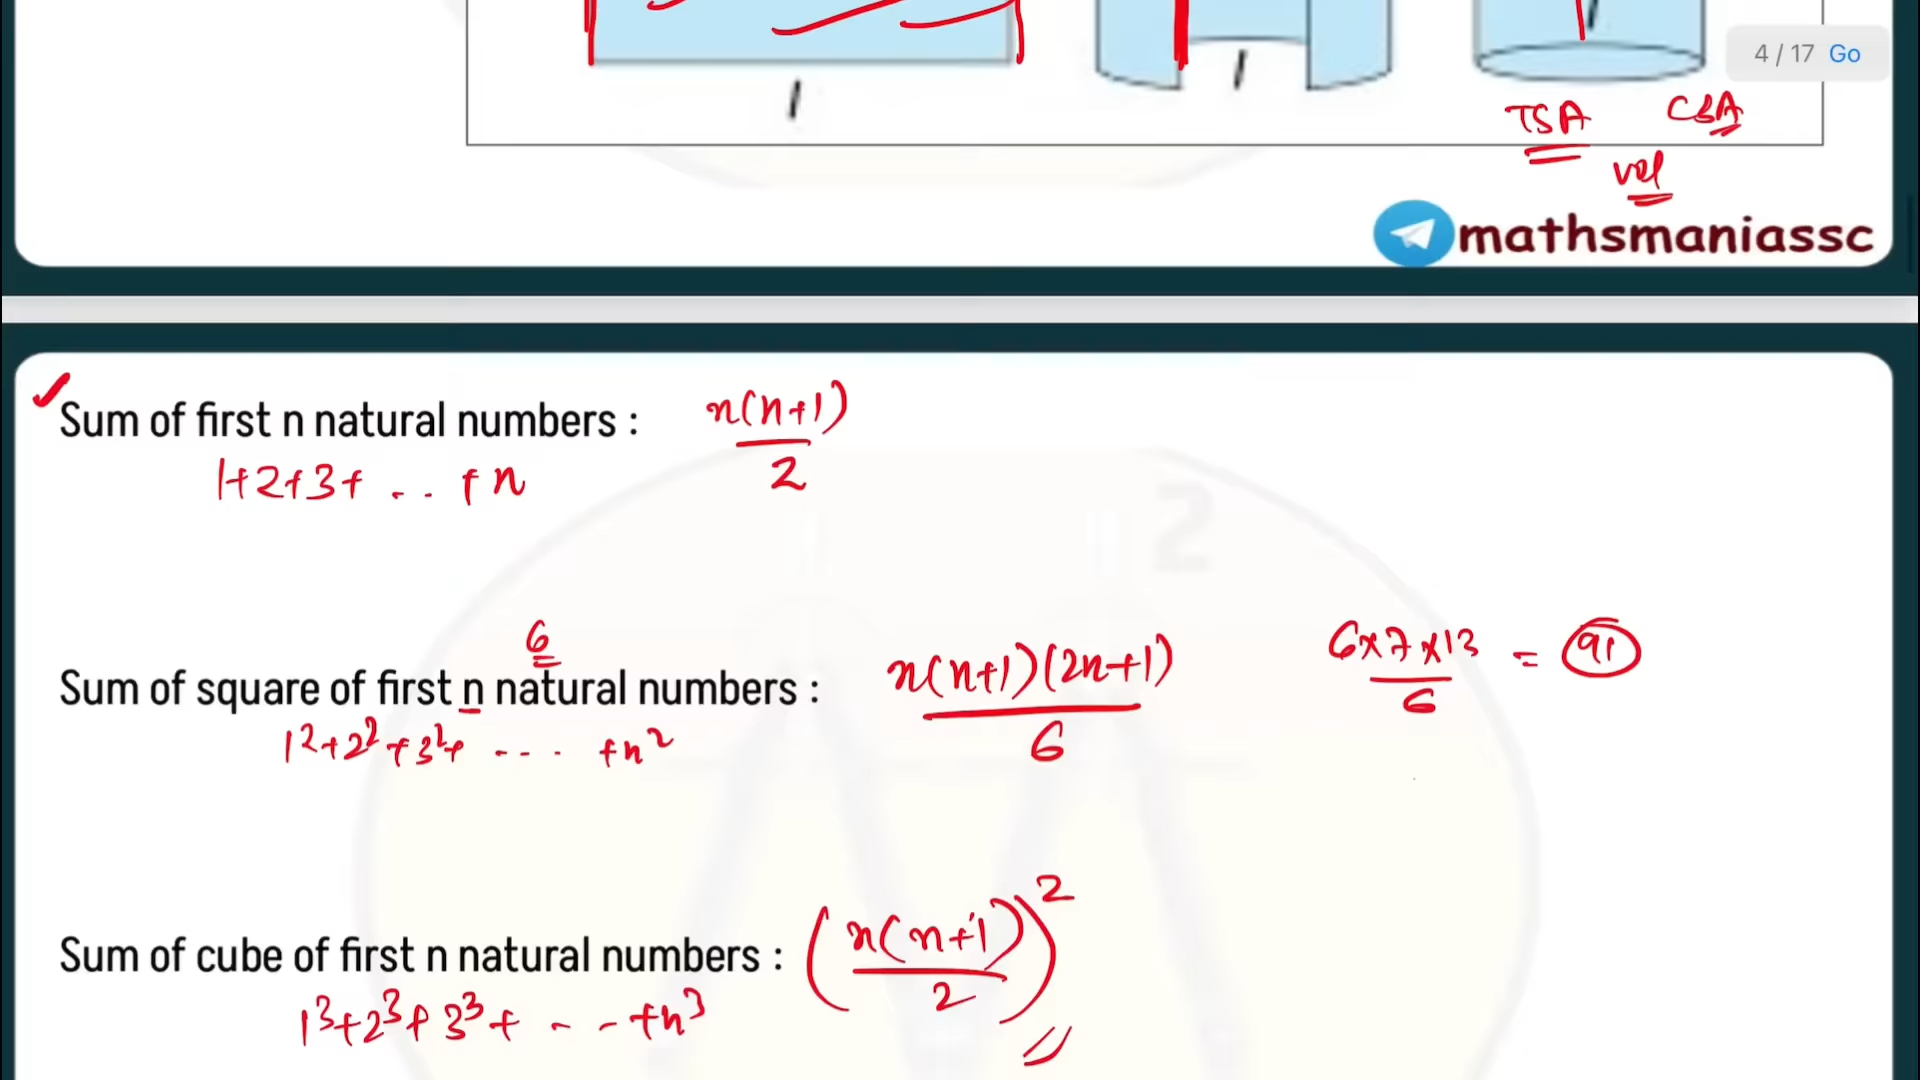 4 / 17 Go
l l l
TSA CSA
vol
mathsmaniassc
Sum of first n natural numbers : n(n+1)/2
1+2+3+ .. +n
6
Sum of square of first n natural numbers : n(n+1)(2n+1)/6 6×7×13/6 = 91
1²+2²+3²+ ---. +n²
Sum of cube of first n natural numbers : (n(n+1)/2)²
1³+2³+3³+ - - +n³